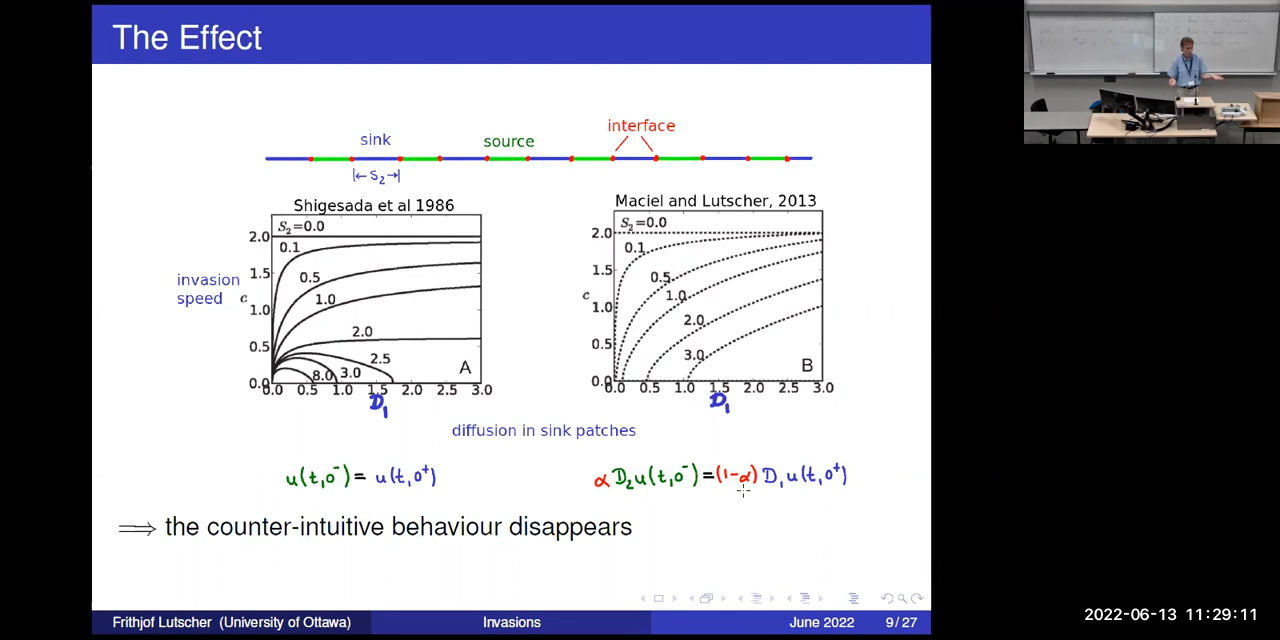 The Effect
interface
sink
source
|← S₂ →|
Shigesada et al 1986
Maciel and Lutscher, 2013
S₂=0.0
2.0
0.1
1.5
0.5
invasion
speed
c
1.0
1.0
2.0
0.5
2.5
8.0
3.0
A
0.0
0.0 0.5 1.0 1.5 2.0 2.5 3.0
D₁
S₂=0.0
2.0
0.1
1.5
0.5
c
1.0
1.0
2.0
0.5
3.0
B
0.0
0.0 0.5 1.0 1.5 2.0 2.5 3.0
D₁
diffusion in sink patches
u(t,0⁻) = u(t,0⁺)
α D₂ u(t,0⁻) = (1-α) D₁ u(t,0⁺)
⟹ the counter-intuitive behaviour disappears
Frithjof Lutscher (University of Ottawa)
Invasions
June 2022
9 / 27
2022-06-13 11:29:11